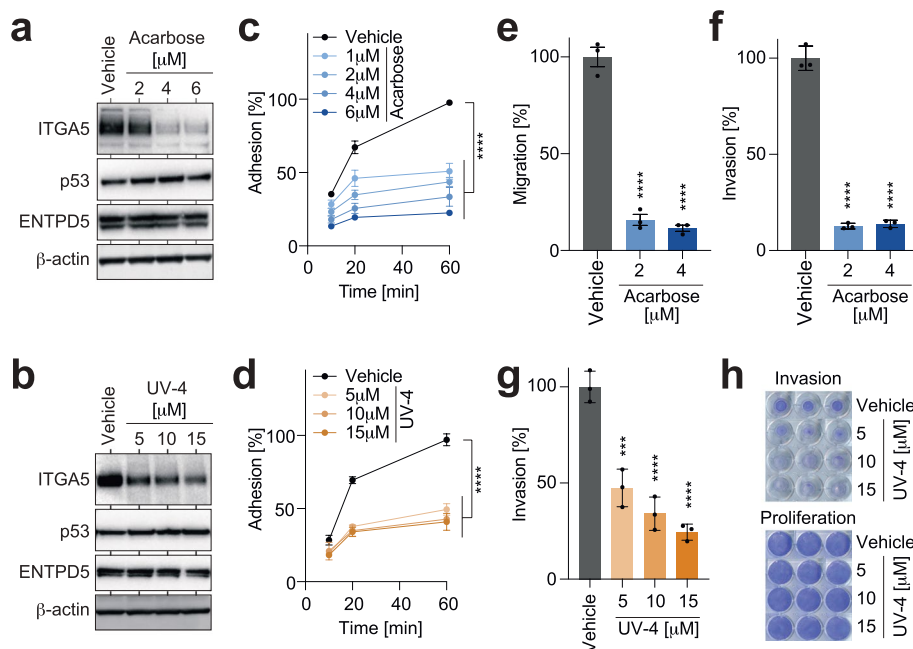 a
Vehicle
Acarbose
[µM]
2 4 6
ITGA5
p53
ENTPD5
β-actin
c
Vehicle
1µM
2µM
4µM
6µM
Acarbose
Adhesion [%]
100
50
0
****
0 20 40 60
Time [min]
e
Migration [%]
100
50
0
****
****
Vehicle
2 4
Acarbose
[µM]
f
Invasion [%]
100
50
0
****
****
Vehicle
2 4
Acarbose
[µM]
b
Vehicle
UV-4
[µM]
5 10 15
ITGA5
p53
ENTPD5
β-actin
d
Vehicle
5µM
10µM
15µM
UV-4
Adhesion [%]
100
50
0
****
0 20 40 60
Time [min]
g
Invasion [%]
100
50
0
***
****
****
Vehicle
5 10 15
UV-4 [µM]
h
Invasion
Vehicle
5
10
15
UV-4 [µM]
Proliferation
Vehicle
5
10
15
UV-4 [µM]